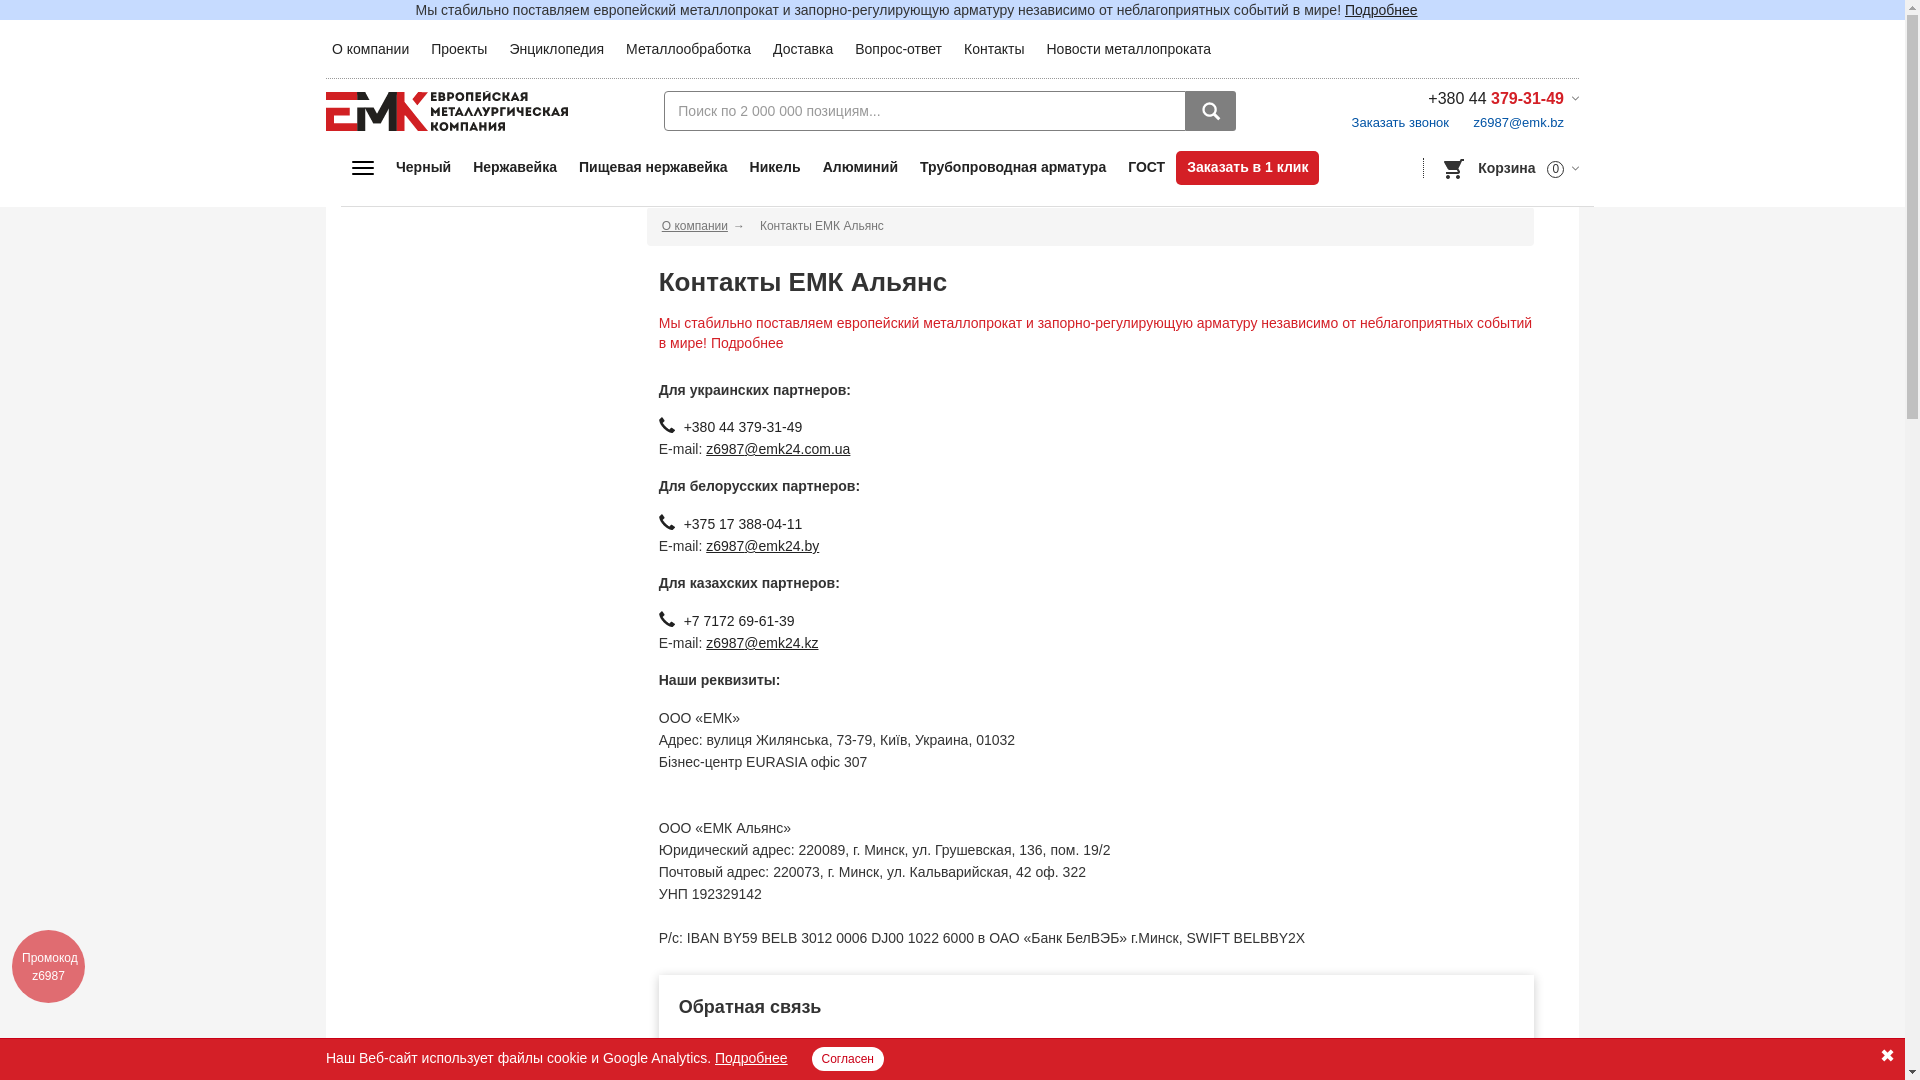 Мы стабильно поставляем европейский металлопрокат и запорно-регулирующую арматуру независимо от неблагоприятных событий в мире! Подробнее
О компании Проекты Энциклопедия Металлообработка Доставка Вопрос-ответ Контакты Новости металлопроката
ЕМК ЕВРОПЕЙСКАЯ
МЕТАЛЛУРГИЧЕСКАЯ
КОМПАНИЯ
Поиск по 2 000 000 позициям...
+380 44 379-31-49
Заказать звонок z6987@emk.bz
Черный Нержавейка Пищевая нержавейка Никель Алюминий Трубопроводная арматура ГОСТ Заказать в 1 клик Корзина 0
О компании → Контакты ЕМК Альянс
Контакты ЕМК Альянс
Мы стабильно поставляем европейский металлопрокат и запорно-регулирующую арматуру независимо от неблагоприятных событий
в мире! Подробнее
Для украинских партнеров:
+380 44 379-31-49
E-mail: z6987@emk24.com.ua
Для белорусских партнеров:
+375 17 388-04-11
E-mail: z6987@emk24.by
Для казахских партнеров:
+7 7172 69-61-39
E-mail: z6987@emk24.kz
Наши реквизиты:
ООО «ЕМК»
Адрес: вулиця Жилянська, 73-79, Київ, Украина, 01032
Бізнес-центр EURASIA офіс 307
ООО «ЕМК Альянс»
Юридический адрес: 220089, г. Минск, ул. Грушевская, 136, пом. 19/2
Почтовый адрес: 220073, г. Минск, ул. Кальварийская, 42 оф. 322
УНП 192329142
Р/с: IBAN BY59 BELB 3012 0006 DJ00 1022 6000 в ОАО «Банк БелВЭБ» г.Минск, SWIFT BELBBY2X
Обратная связь
Промокод
z6987
Наш Веб-сайт использует файлы cookie и Google Analytics. Подробнее Согласен